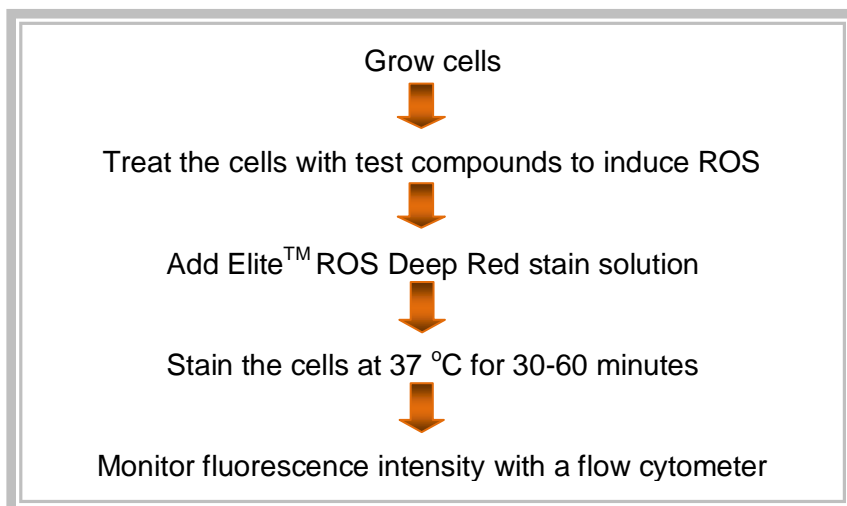 Grow cells
Treat the cells with test compounds to induce ROS
Add Elite™ ROS Deep Red stain solution
Stain the cells at 37 °C for 30-60 minutes
Monitor fluorescence intensity with a flow cytometer